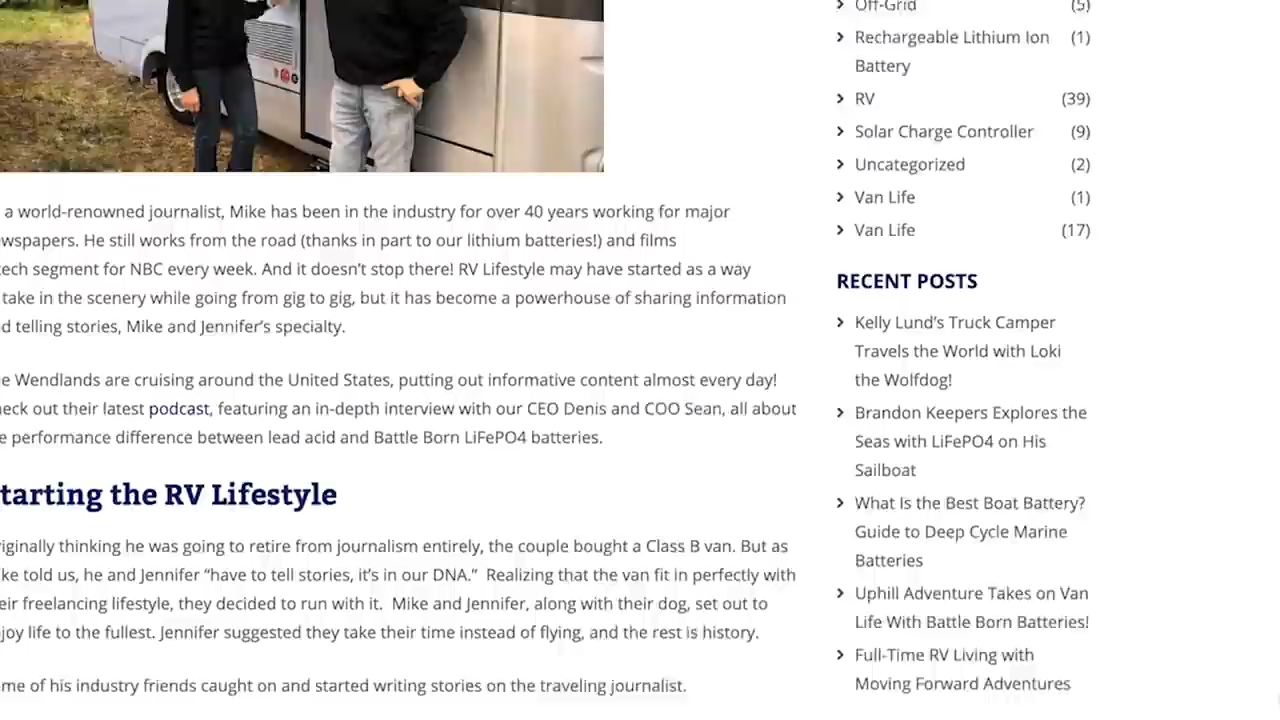 a world-renowned journalist, Mike has been in the industry for over 40 years working for major
wspapers. He still works from the road (thanks in part to our lithium batteries!) and films
tech segment for NBC every week. And it doesn’t stop there! RV Lifestyle may have started as a way
take in the scenery while going from gig to gig, but it has become a powerhouse of sharing information
d telling stories, Mike and Jennifer’s specialty.
e Wendlands are cruising around the United States, putting out informative content almost every day!
eck out their latest podcast, featuring an in-depth interview with our CEO Denis and COO Sean, all about
e performance difference between lead acid and Battle Born LiFePO4 batteries.
tarting the RV Lifestyle
iginally thinking he was going to retire from journalism entirely, the couple bought a Class B van. But as
ke told us, he and Jennifer “have to tell stories, it’s in our DNA.” Realizing that the van fit in perfectly with
eir freelancing lifestyle, they decided to run with it. Mike and Jennifer, along with their dog, set out to
joy life to the fullest. Jennifer suggested they take their time instead of flying, and the rest is history.
me of his industry friends caught on and started writing stories on the traveling journalist.
Off-Grid (5)
Rechargeable Lithium Ion (1)
Battery
RV (39)
Solar Charge Controller (9)
Uncategorized (2)
Van Life (1)
Van Life (17)
RECENT POSTS
Kelly Lund’s Truck Camper
Travels the World with Loki
the Wolfdog!
Brandon Keepers Explores the
Seas with LiFePO4 on His
Sailboat
What Is the Best Boat Battery?
Guide to Deep Cycle Marine
Batteries
Uphill Adventure Takes on Van
Life With Battle Born Batteries!
Full-Time RV Living with
Moving Forward Adventures